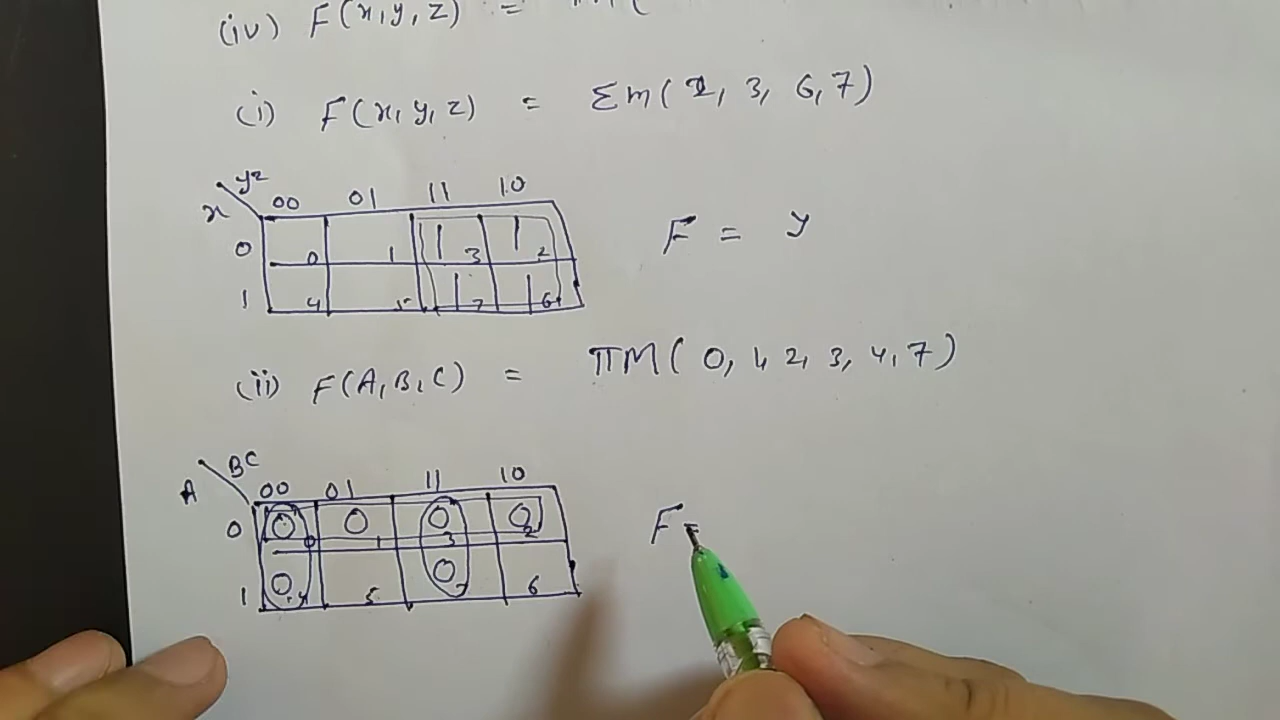 (iv) F(x,y,z) = πM(
(i) F(x,y,z) = Σm(2, 3, 6,7)
x yz 00 01 11 10
0 0 1 1 3 1 2
1 4 5 1 7 1 6
F = y
(ii) F(A,B,C) = πM(0, 1, 2, 3, 4, 7)
A BC 00 01 11 10
0 0 0 0 1 0 3 0 2
1 0 4 5 0 7 6
F =